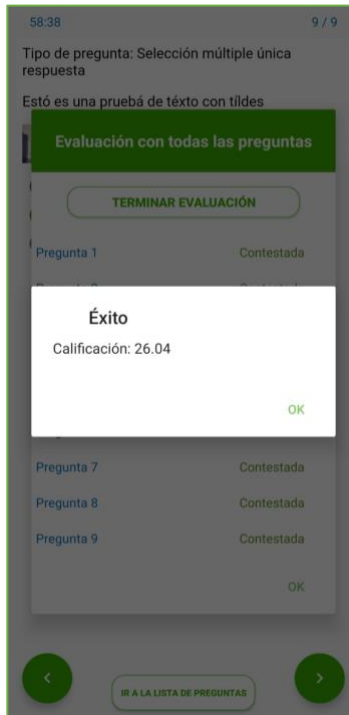 58:38 9 / 9
Tipo de pregunta: Selección múltiple única
respuesta
Estó es una pruebá de téxto con tíldes
Evaluación con todas las preguntas
TERMINAR EVALUACIÓN
Pregunta 1 Contestada
Éxito
Calificación: 26.04
OK
Pregunta 7 Contestada
Pregunta 8 Contestada
Pregunta 9 Contestada
OK
<
IR A LA LISTA DE PREGUNTAS
>